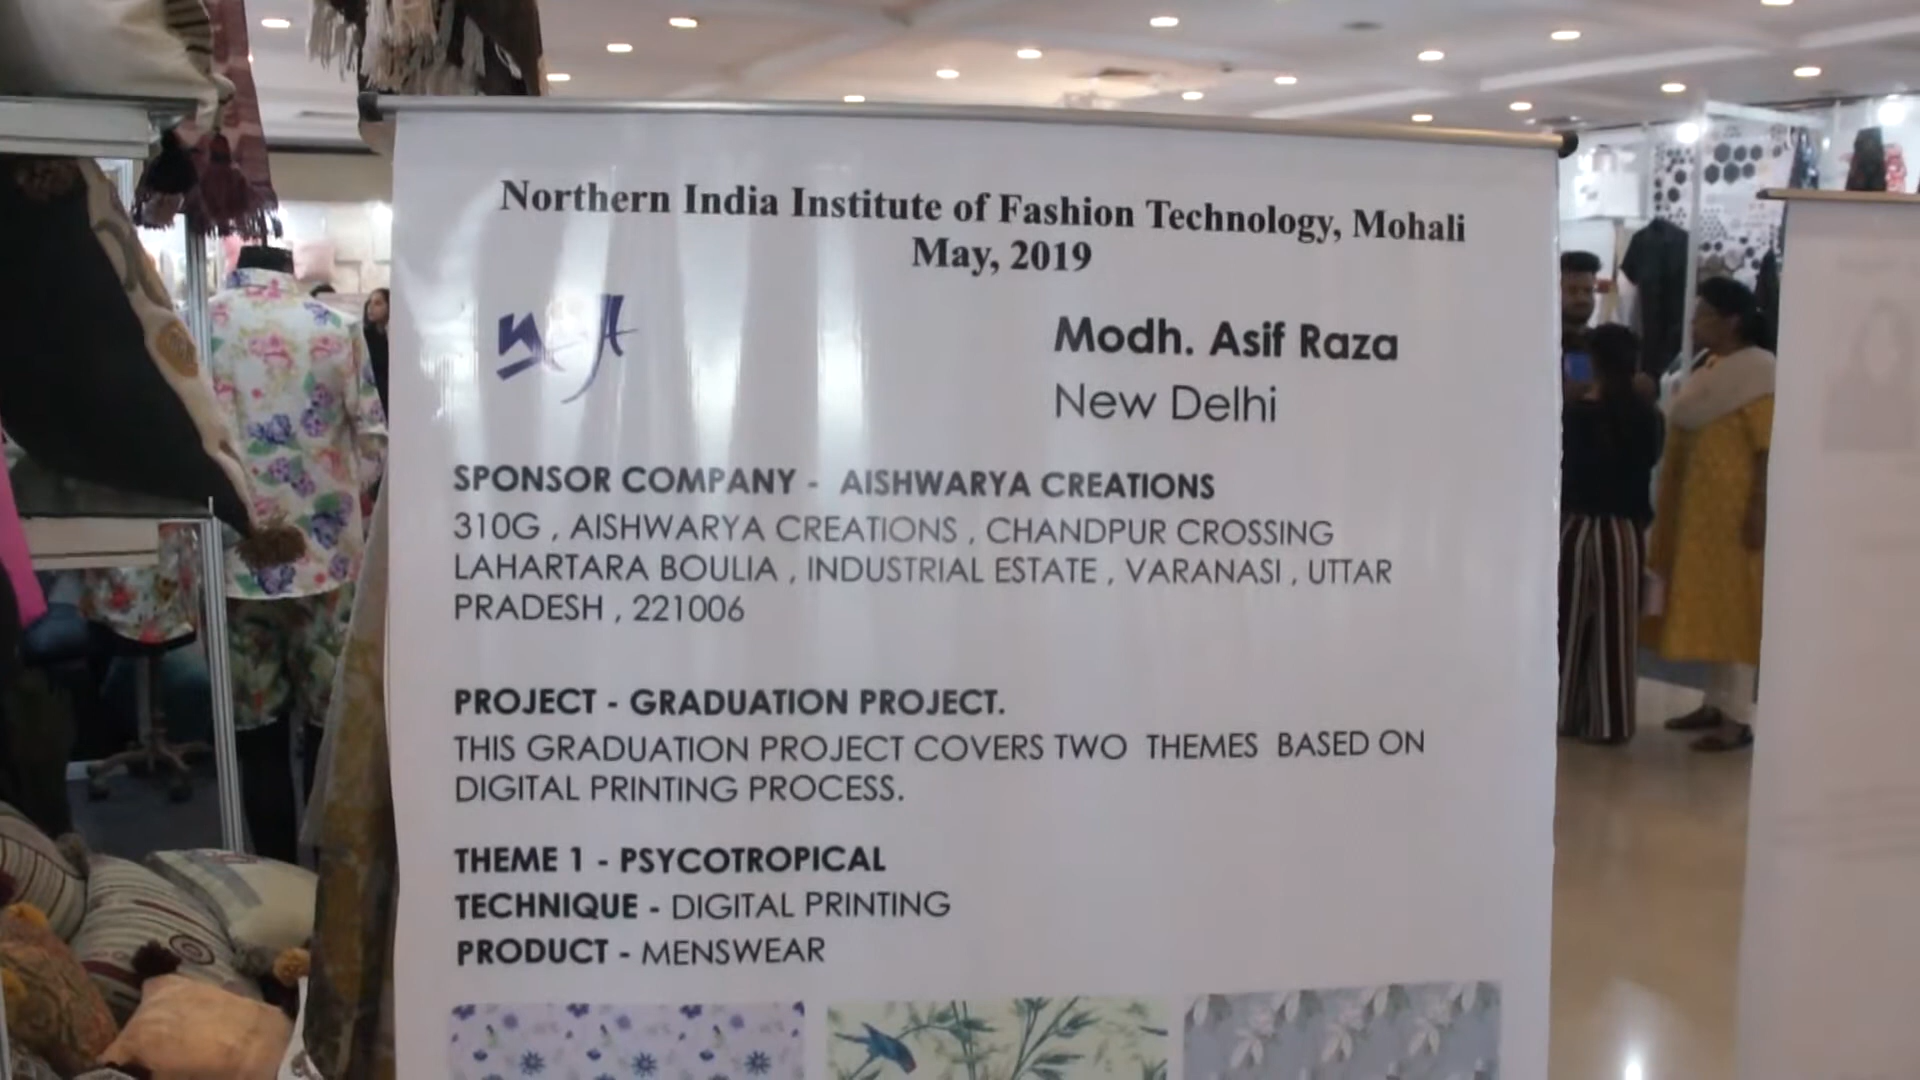 Northern India Institute of Fashion Technology, Mohali
May, 2019
Modh. Asif Raza
New Delhi
SPONSOR COMPANY - AISHWARYA CREATIONS
310G , AISHWARYA CREATIONS , CHANDPUR CROSSING
LAHARTARA BOULIA , INDUSTRIAL ESTATE , VARANASI , UTTAR
PRADESH , 221006
PROJECT - GRADUATION PROJECT.
THIS GRADUATION PROJECT COVERS TWO THEMES BASED ON
DIGITAL PRINTING PROCESS.
THEME 1 - PSYCOTROPICAL
TECHNIQUE - DIGITAL PRINTING
PRODUCT - MENSWEAR